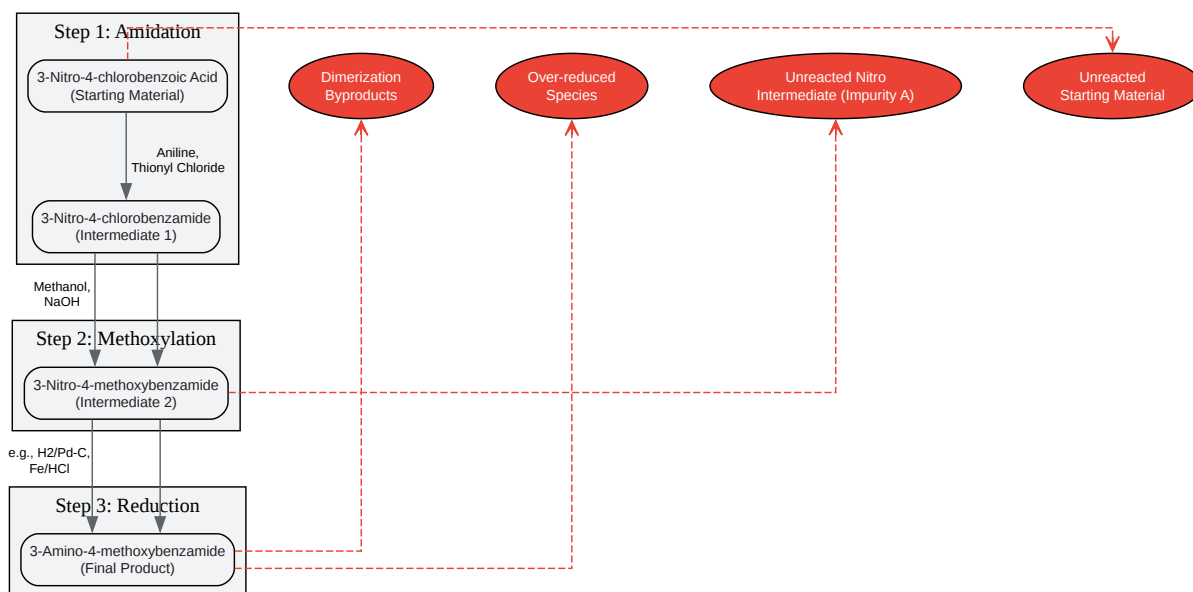 Step 1: Amidation
3-Nitro-4-chlorobenzoic Acid
(Starting Material)
Dimerization
Byproducts
Over-reduced
Species
Unreacted Nitro
Intermediate (Impurity A)
Unreacted
Starting Material
Aniline,
Thionyl Chloride
3-Nitro-4-chlorobenzamide
(Intermediate 1)
Methanol,
NaOH
Step 2: Methoxylation
3-Nitro-4-methoxybenzamide
(Intermediate 2)
e.g., H2/Pd-C,
Fe/HCl
Step 3: Reduction
3-Amino-4-methoxybenzamide
(Final Product)